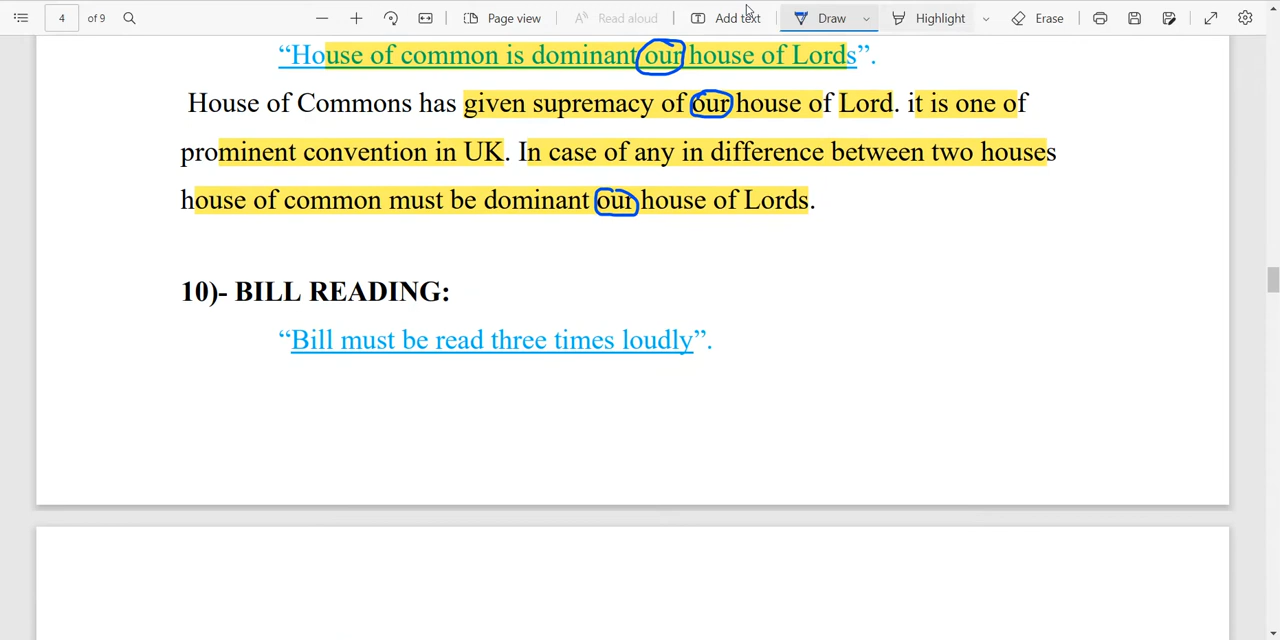 4 of 9 Page view Read aloud Add text Draw Highlight Erase
“House of common is dominant our house of Lords”.
House of Commons has given supremacy of our house of Lord. it is one of
prominent convention in UK. In case of any in difference between two houses
house of common must be dominant our house of Lords.
10)- BILL READING:
“Bill must be read three times loudly”.